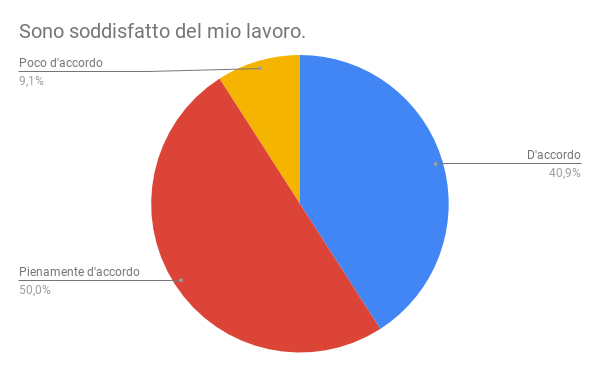 Sono soddisfatto del mio lavoro.
Poco d'accordo
9,1%
D'accordo
40,9%
Pienamente d'accordo
50,0%